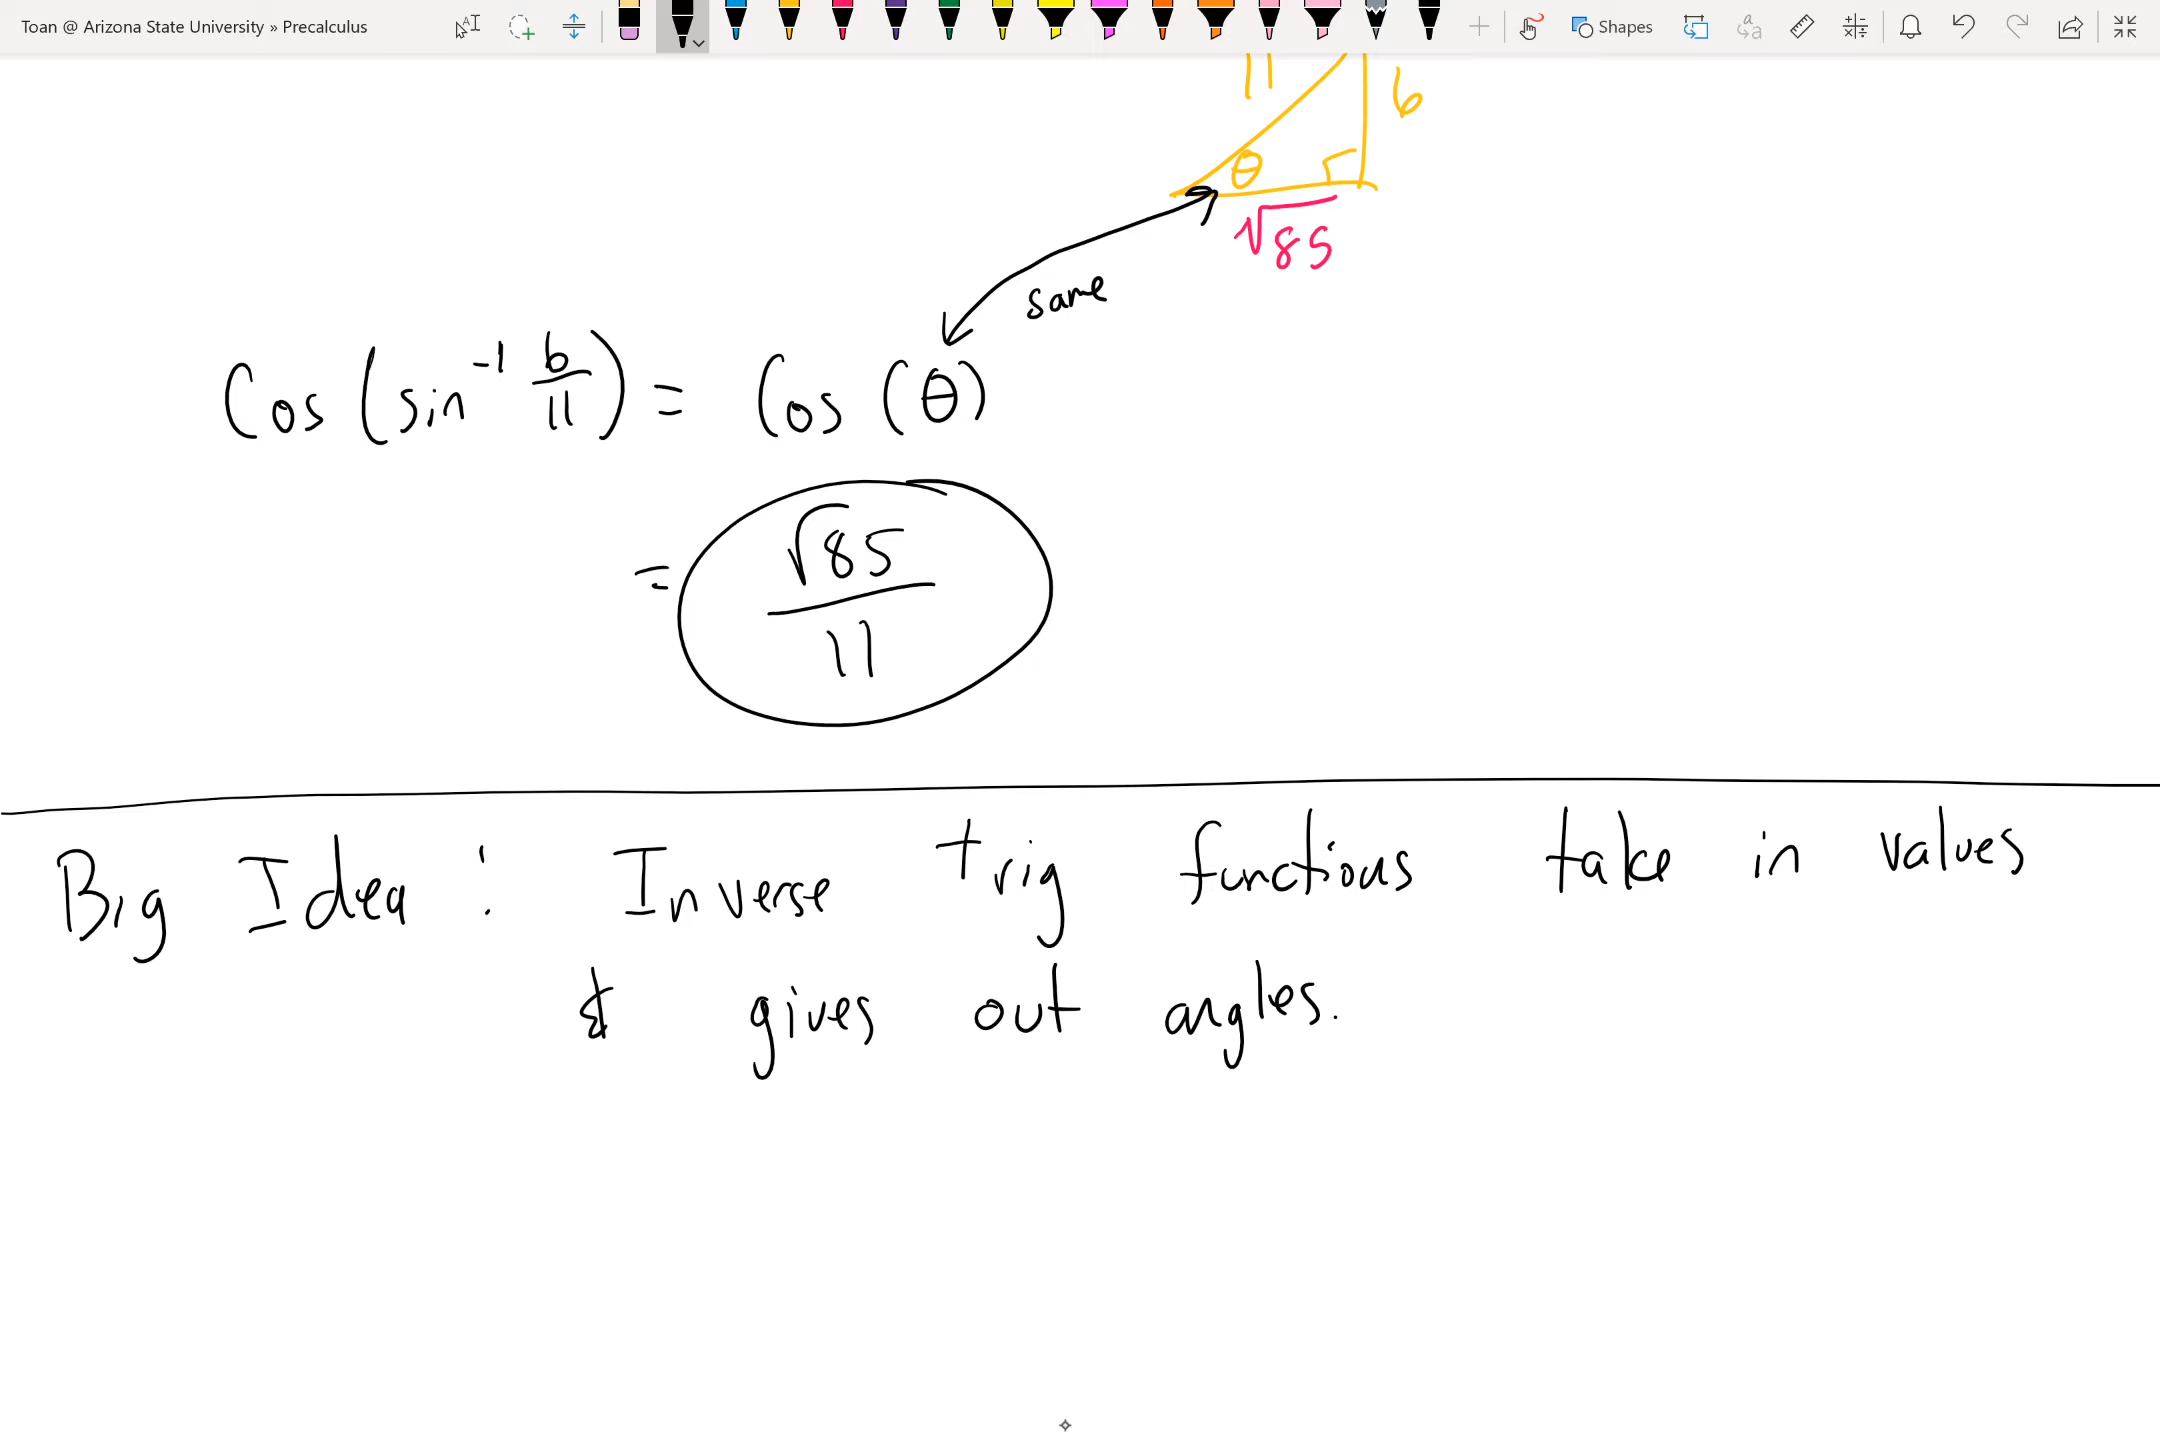 Toan @ Arizona State University » Precalculus
Shapes
11
6
θ
√85
same
Cos (sin⁻¹ 6/11) = Cos (θ)
= √85/11
Big Idea : Inverse trig functions take in values
& gives out angles.